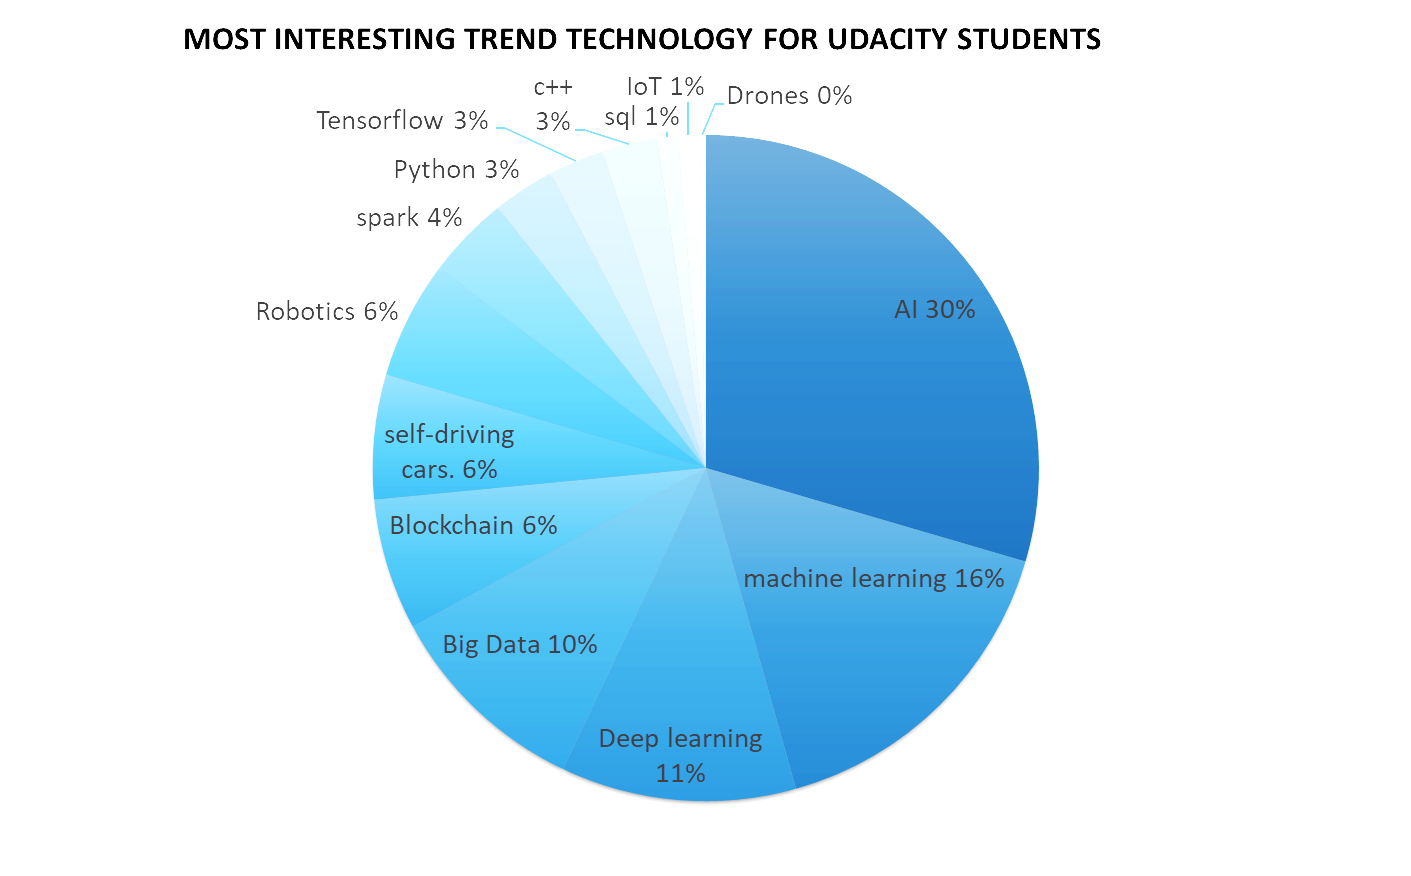 MOST INTERESTING TREND TECHNOLOGY FOR UDACITY STUDENTS
IoT 1%
Drones 0%
c++
3%
sql 1%
Tensorflow 3%
Python 3%
spark 4%
Robotics 6%
AI 30%
self-driving
cars. 6%
Blockchain 6%
machine learning 16%
Big Data 10%
Deep learning
11%